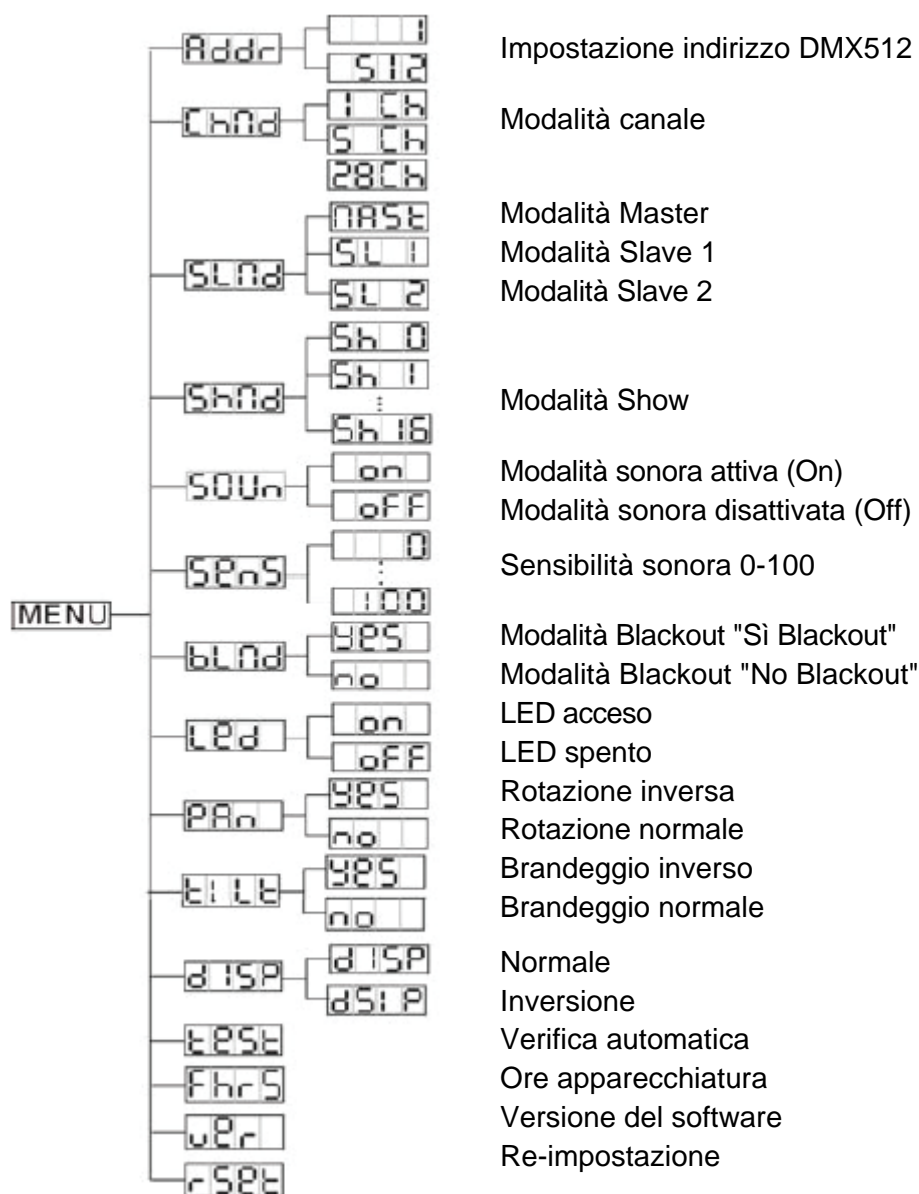 MENU
Addr
1
512
Impostazione indirizzo DMX512
ChMd
1 Ch
5 Ch
28Ch
Modalità canale
SLMd
MASt
SL 1
SL 2
Modalità Master
Modalità Slave 1
Modalità Slave 2
ShMd
Sh 0
Sh 1
⋮
Sh 16
Modalità Show
SOUn
on
oFF
Modalità sonora attiva (On)
Modalità sonora disattivata (Off)
SenS
0
⋮
100
Sensibilità sonora 0-100
bLMd
yeS
no
Modalità Blackout "Sì Blackout"
Modalità Blackout "No Blackout"
Led
on
oFF
LED acceso
LED spento
PAn
yeS
no
Rotazione inversa
Rotazione normale
tiLt
yeS
no
Brandeggio inverso
Brandeggio normale
dISP
dISP
dSIP
Normale
Inversione
teSt
Verifica automatica
FhrS
Ore apparecchiatura
ver
Versione del software
rSet
Re-impostazione